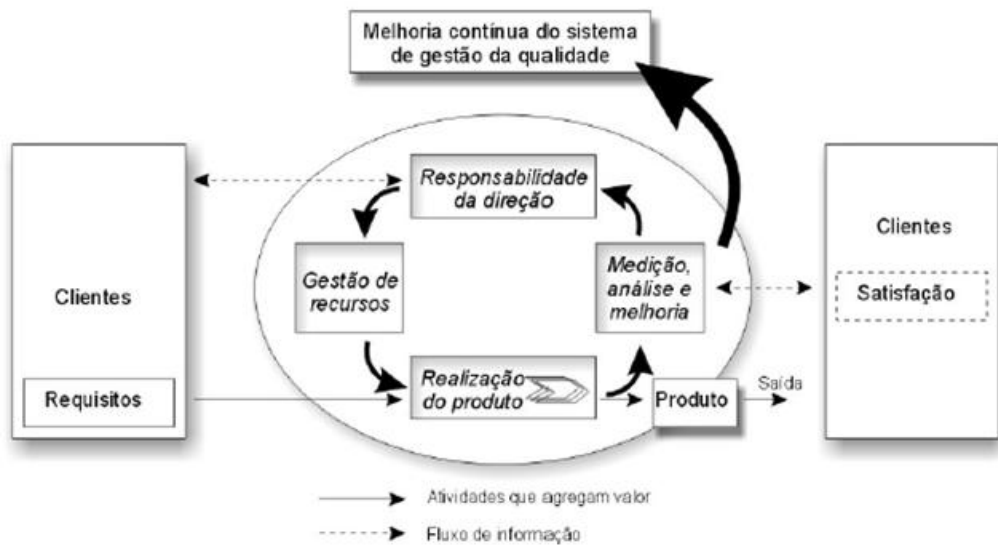 Melhoria contínua do sistema
de gestão da qualidade
Responsabilidade
da direção
Clientes
Gestão de
recursos
Medição,
análise e
melhoria
Clientes
Satisfação
Requisitos
Realização
do produto
Produto
Saída
Atividades que agregam valor
Fluxo de informação